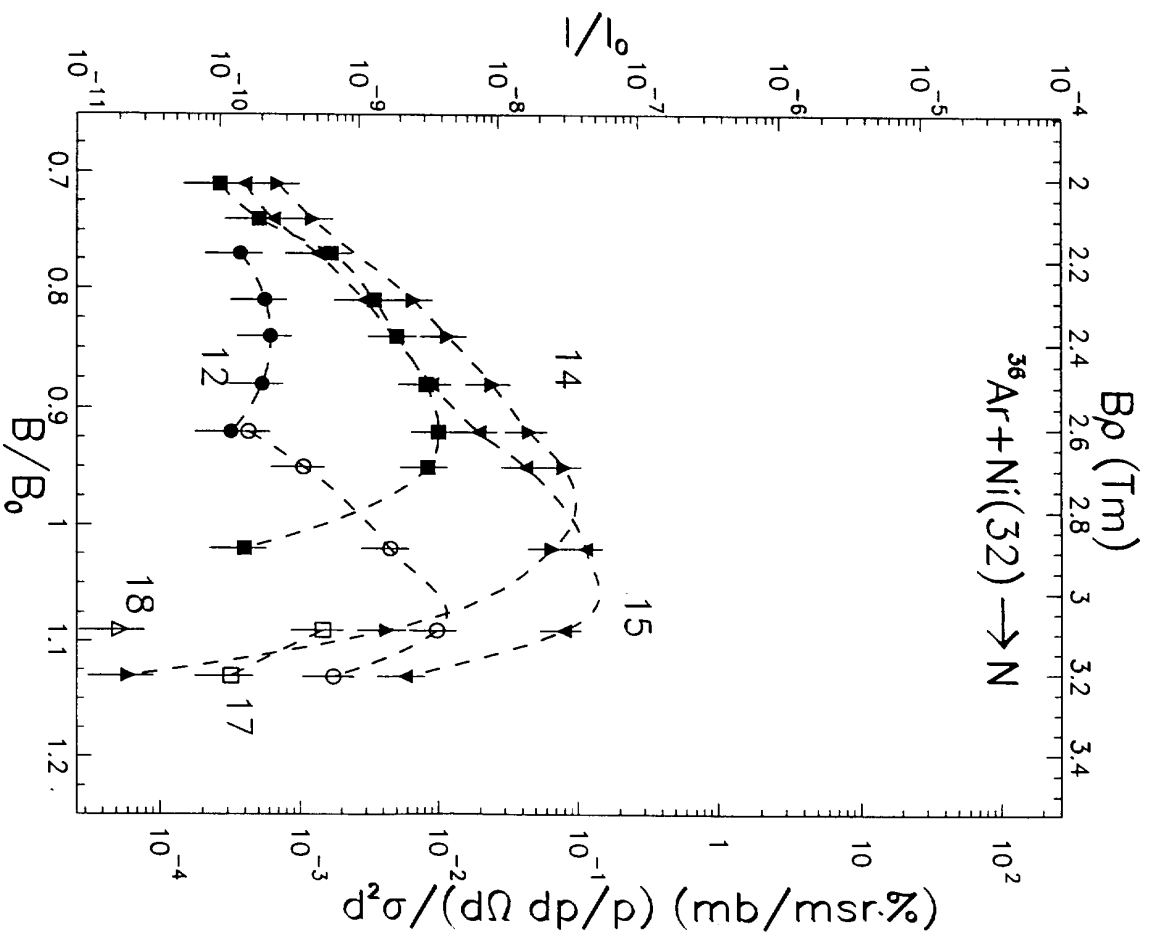 Bρ (Tm)
2 2.2 2.4 2.6 2.8 3 3.2 3.4
³⁶Ar+Ni(32) → N
I/I₀
10⁻⁴
10⁻⁵
10⁻⁶
10⁻⁷
10⁻⁸
10⁻⁹
10⁻¹⁰
10⁻¹¹
15
14
17
12
18
10²
10
1
10⁻¹
10⁻²
10⁻³
10⁻⁴
d²σ/(dΩ dp/p) (mb/msr·%)
0.7 0.8 0.9 1 1.1 1.2
B/B₀